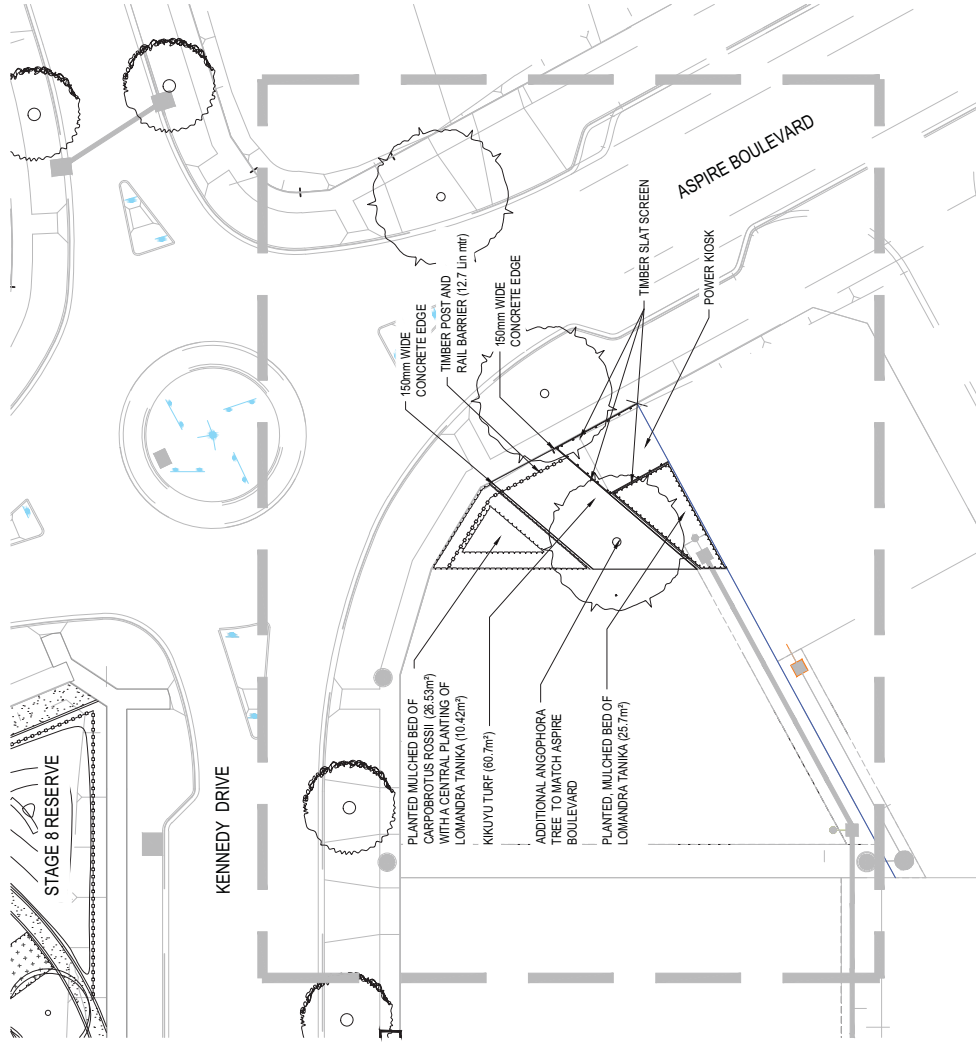 STAGE 8 RESERVE
KENNEDY DRIVE
PLANTED MULCHED BED OF
CARPOBROTUS ROSSII (26.53m²)
WITH A CENTRAL PLANTING OF
LOMANDRA TANIKA (10.42m²)
KIKUYU TURF (60.7m²)
ADDITIONAL ANGOPHORA
TREE TO MATCH ASPIRE
BOULEVARD
PLANTED, MULCHED BED OF
LOMANDRA TANIKA (25.7m²)
150mm WIDE
CONCRETE EDGE
TIMBER POST AND
RAIL BARRIER (12.7 Lin mtr)
150mm WIDE
CONCRETE EDGE
TIMBER SLAT SCREEN
POWER KIOSK
ASPIRE BOULEVARD